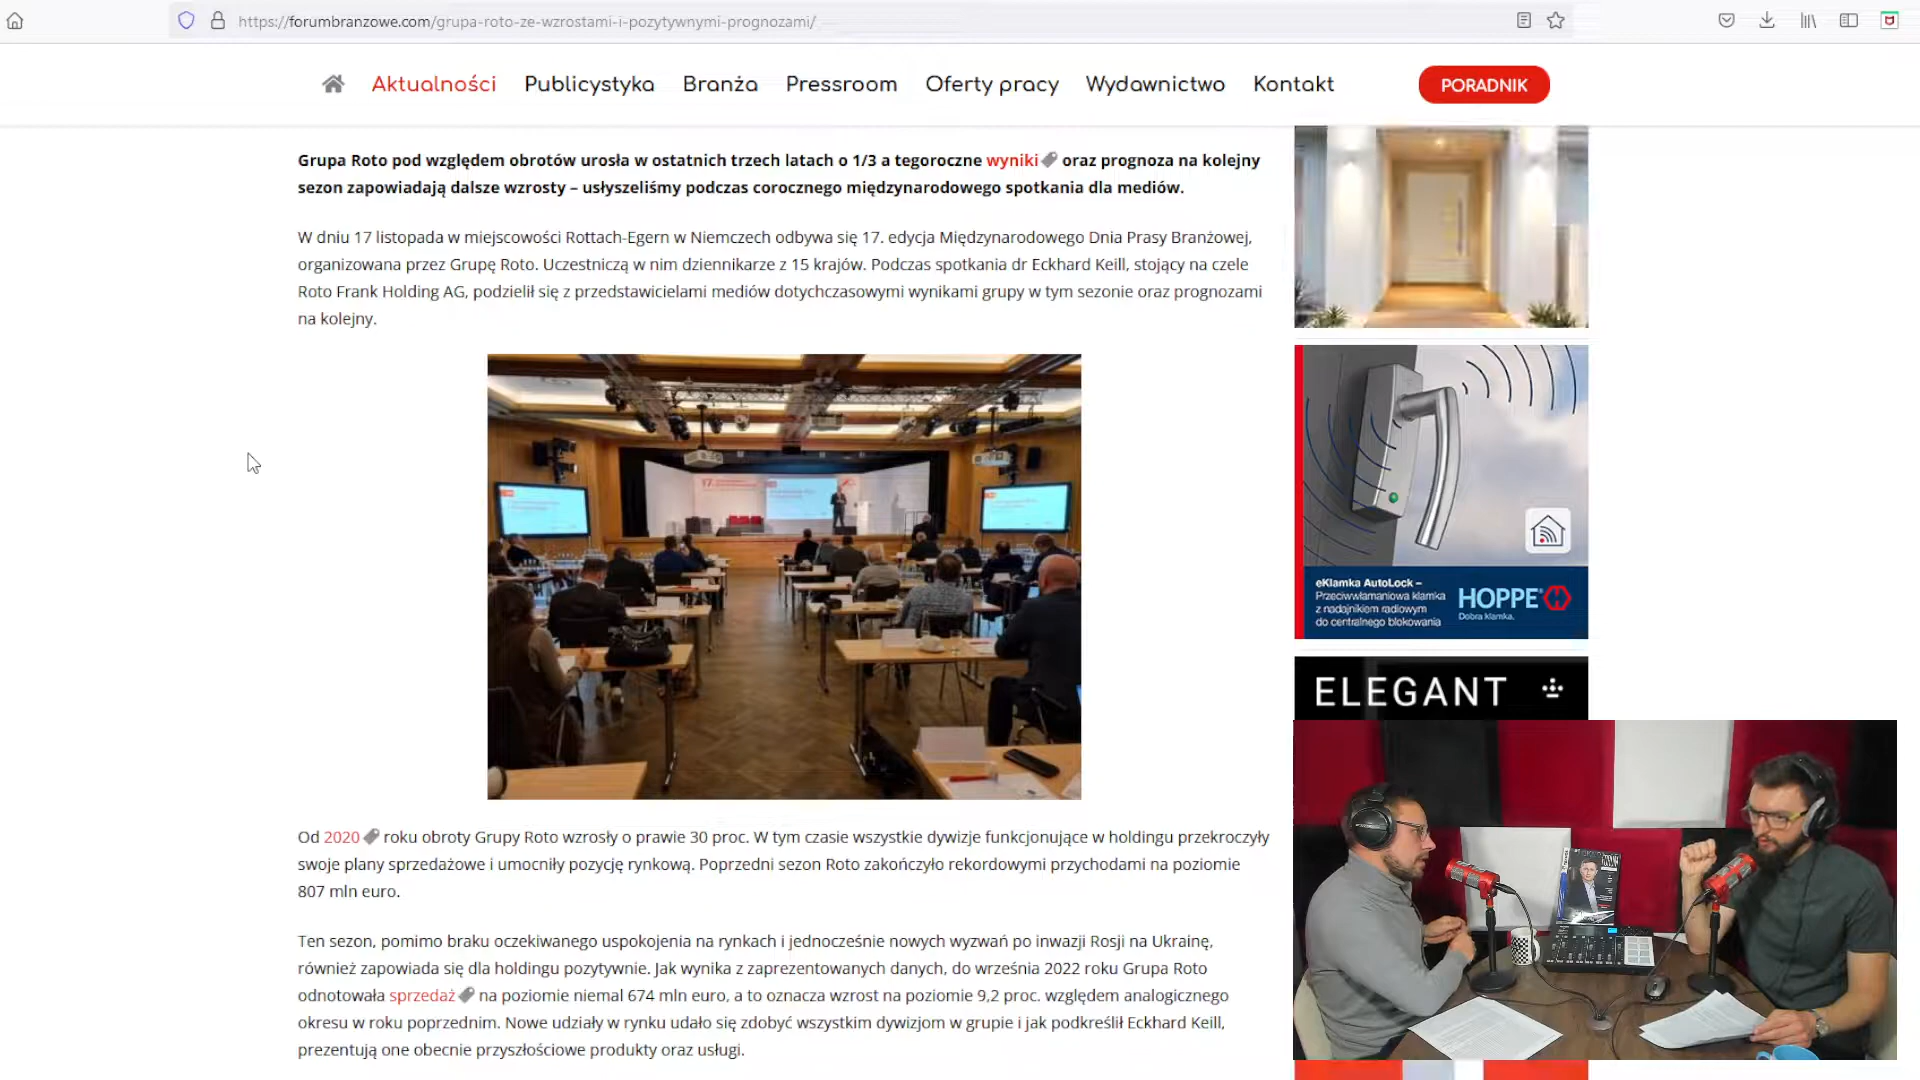 https://forumbranzowe.com/grupa-roto-ze-wzrostami-i-pozytywnymi-prognozami/
Aktualności Publicystyka Branża Pressroom Oferty pracy Wydawnictwo Kontakt PORADNIK
Grupa Roto pod względem obrotów urosła w ostatnich trzech latach o 1/3 a tegoroczne wyniki oraz prognoza na kolejny
sezon zapowiadają dalsze wzrosty – usłyszeliśmy podczas corocznego międzynarodowego spotkania dla mediów.
W dniu 17 listopada w miejscowości Rottach-Egern w Niemczech odbywa się 17. edycja Międzynarodowego Dnia Prasy Branżowej,
organizowana przez Grupę Roto. Uczestniczą w nim dziennikarze z 15 krajów. Podczas spotkania dr Eckhard Keill, stojący na czele
Roto Frank Holding AG, podzielił się z przedstawicielami mediów dotychczasowymi wynikami grupy w tym sezonie oraz prognozami
na kolejny.
17.
eKlamka AutoLock –
Przeciwwłamaniowa klamka
z nadajnikiem radiowym
do centralnego blokowania
HOPPE
Dobra klamka.
ELEGANT
Od 2020 roku obroty Grupy Roto wzrosły o prawie 30 proc. W tym czasie wszystkie dywizje funkcjonujące w holdingu przekroczyły
swoje plany sprzedażowe i umocniły pozycję rynkową. Poprzedni sezon Roto zakończyło rekordowymi przychodami na poziomie
807 mln euro.
Ten sezon, pomimo braku oczekiwanego uspokojenia na rynkach i jednocześnie nowych wyzwań po inwazji Rosji na Ukrainę,
również zapowiada się dla holdingu pozytywnie. Jak wynika z zaprezentowanych danych, do września 2022 roku Grupa Roto
odnotowała sprzedaż na poziomie niemal 674 mln euro, a to oznacza wzrost na poziomie 9,2 proc. względem analogicznego
okresu w roku poprzednim. Nowe udziały w rynku udało się zdobyć wszystkim dywizjom w grupie i jak podkreślił Eckhard Keill,
prezentują one obecnie przyszłościowe produkty oraz usługi.